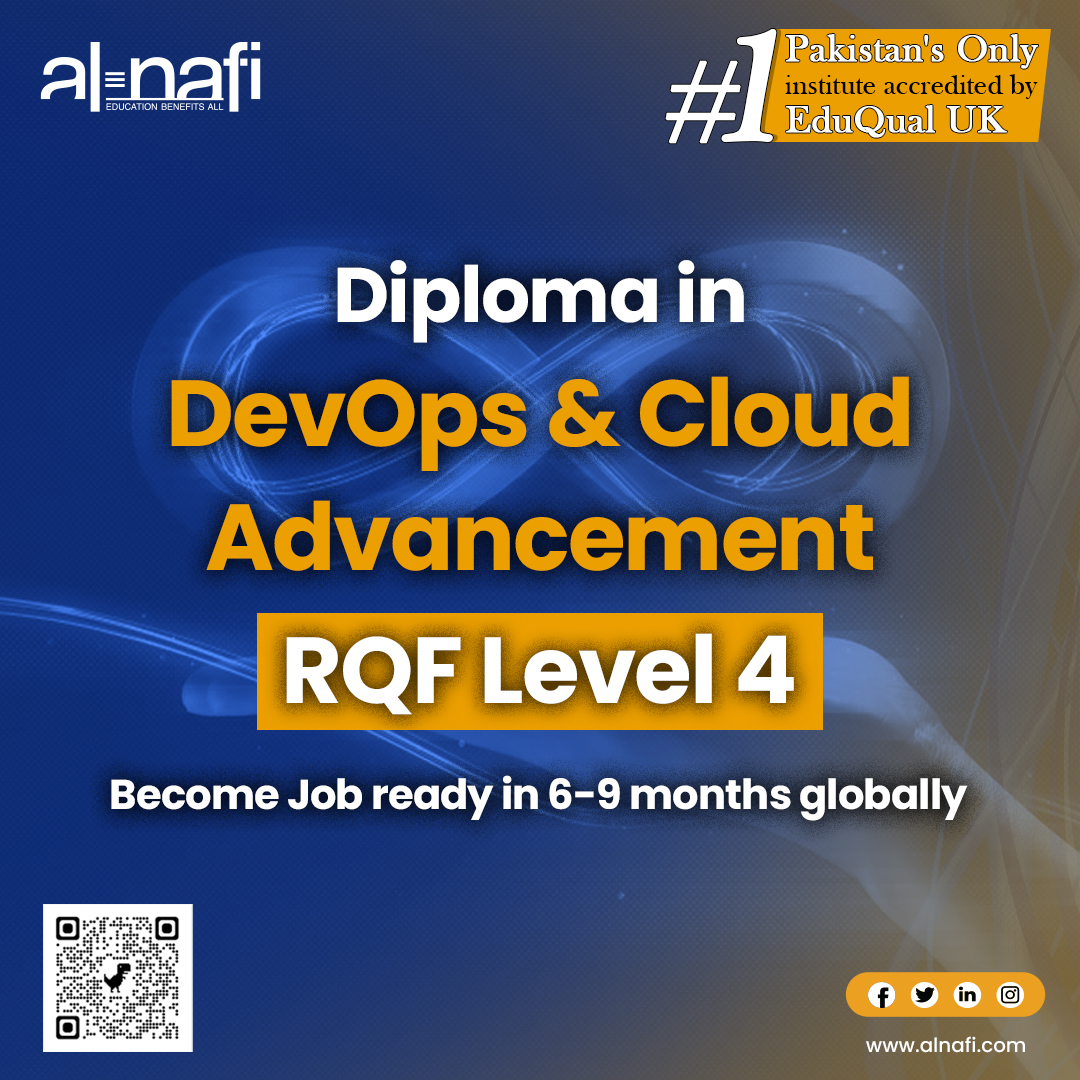 al-nafi
EDUCATION BENEFITS ALL
#1
Pakistan's Only
institute accredited by
EduQual UK
Diploma in
DevOps & Cloud
Advancement
RQF Level 4
Become Job ready in 6-9 months globally
www.alnafi.com